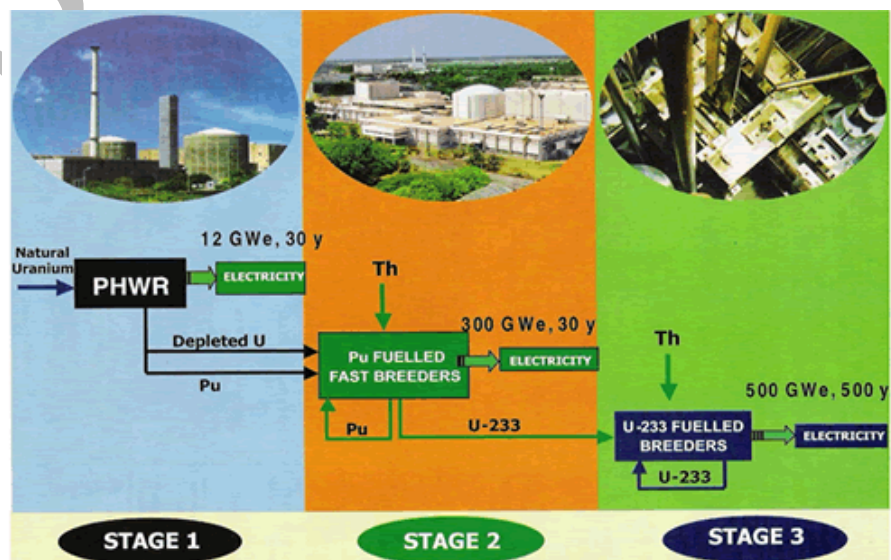 12 GWe, 30 y
Natural
Uranium
PHWR
ELECTRICITY
Depleted U
Pu
Th
300 GWe, 30 y
Pu FUELLED
FAST BREEDERS
ELECTRICITY
Pu
U-233
Th
500 GWe, 500 y
U-233 FUELLED
BREEDERS
ELECTRICITY
U-233
STAGE 1
STAGE 2
STAGE 3